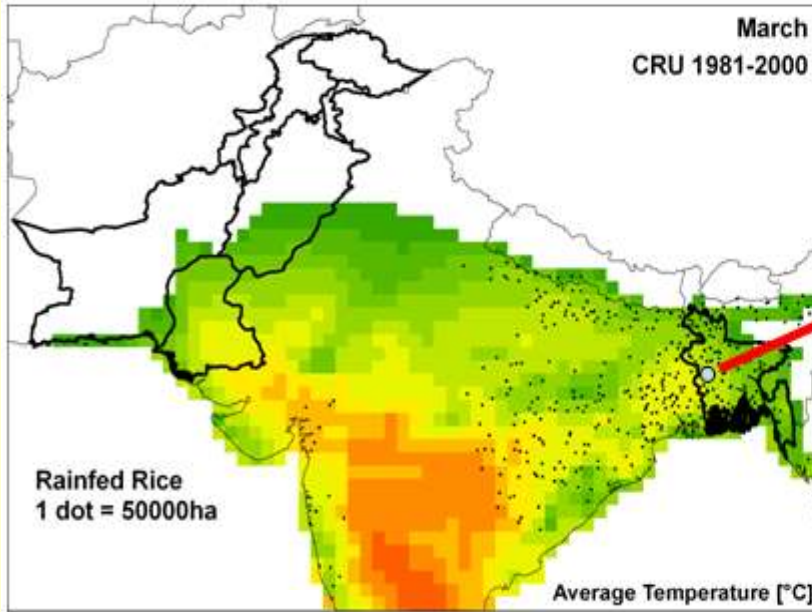 March
CRU 1981-2000
Rainfed Rice
1 dot = 50000ha
Average Temperature [°C]